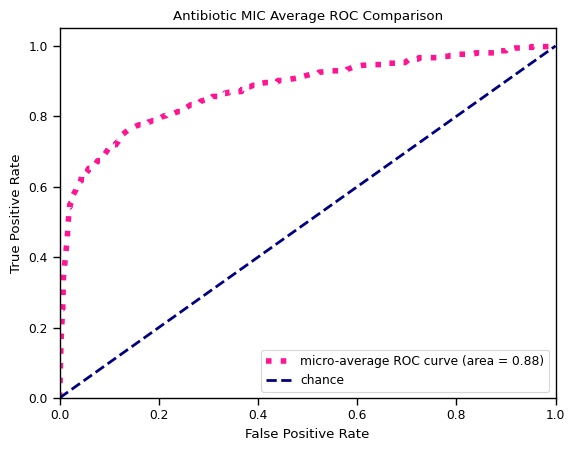 Antibiotic MIC Average ROC Comparison
True Positive Rate
1.0
0.8
0.6
0.4
0.2
0.0
micro-average ROC curve (area = 0.88)
chance
0.0 0.2 0.4 0.6 0.8 1.0
False Positive Rate